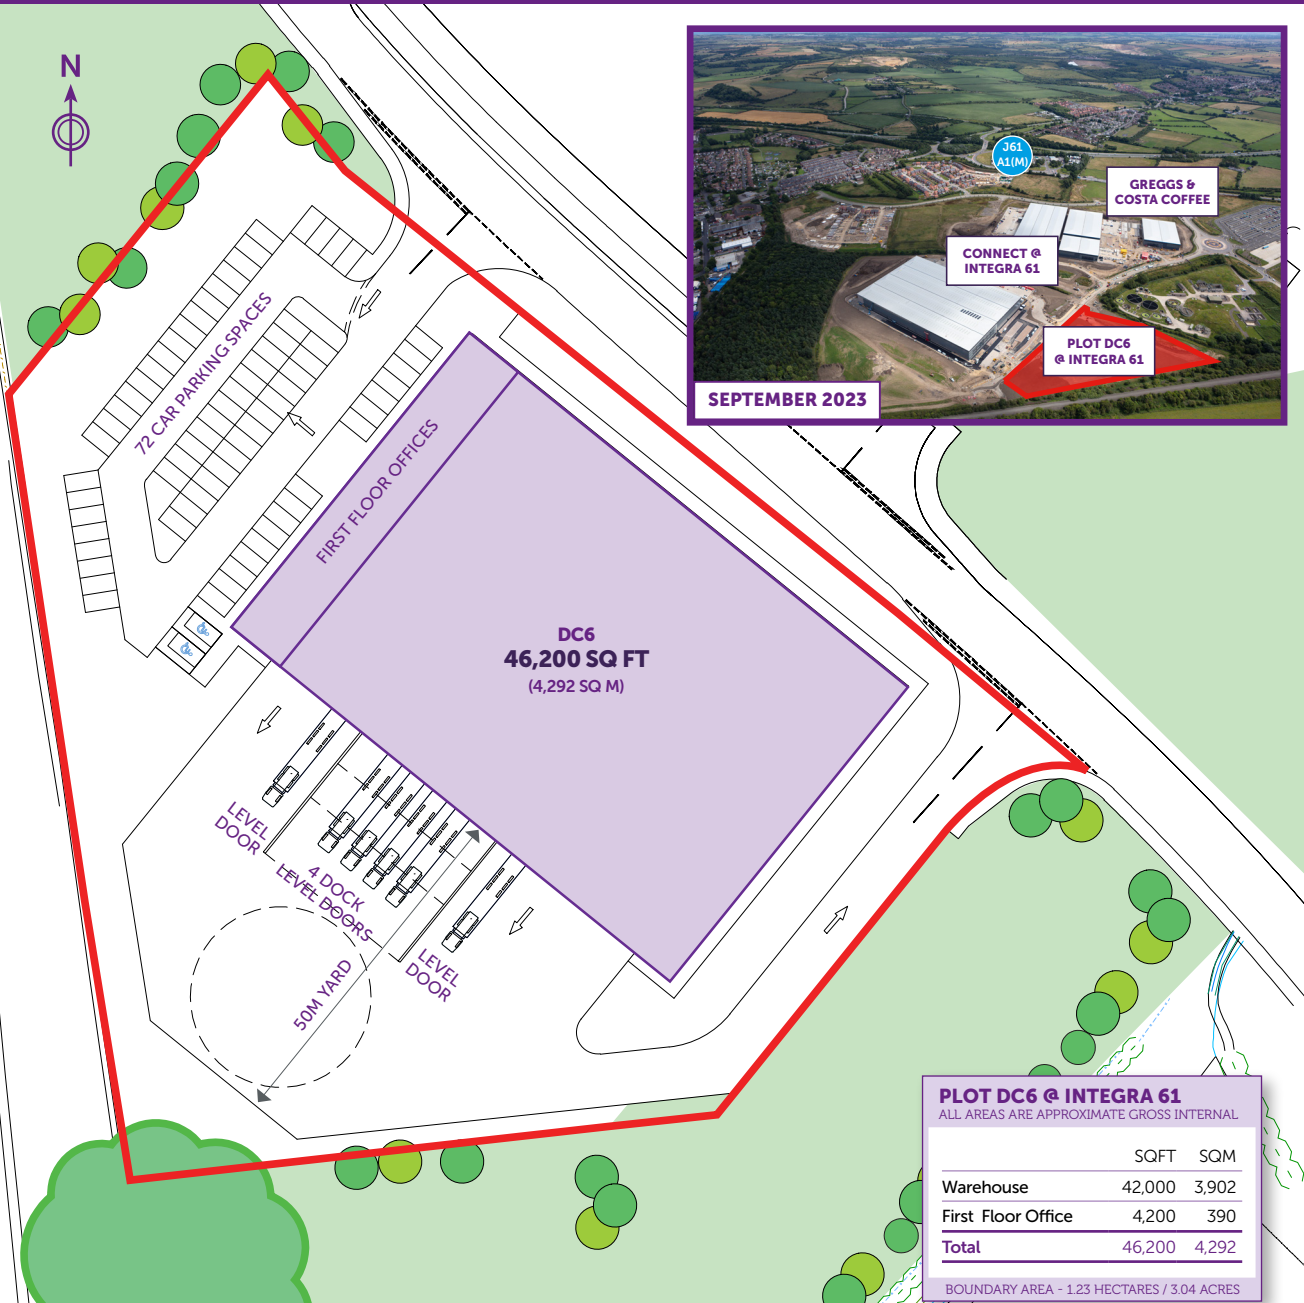 N
J61
A1(M)
GREGGS &
COSTA COFFEE
CONNECT @
INTEGRA 61
PLOT DC6
@ INTEGRA 61
SEPTEMBER 2023
72 CAR PARKING SPACES
FIRST FLOOR OFFICES
DC6
46,200 SQ FT
(4,292 SQ M)
LEVEL
DOOR
4 DOCK
LEVEL DOORS
LEVEL
DOOR
50M YARD
PLOT DC6 @ INTEGRA 61
ALL AREAS ARE APPROXIMATE GROSS INTERNAL
SQFT SQM
Warehouse 42,000 3,902
First Floor Office 4,200 390
Total 46,200 4,292
BOUNDARY AREA - 1.23 HECTARES / 3.04 ACRES